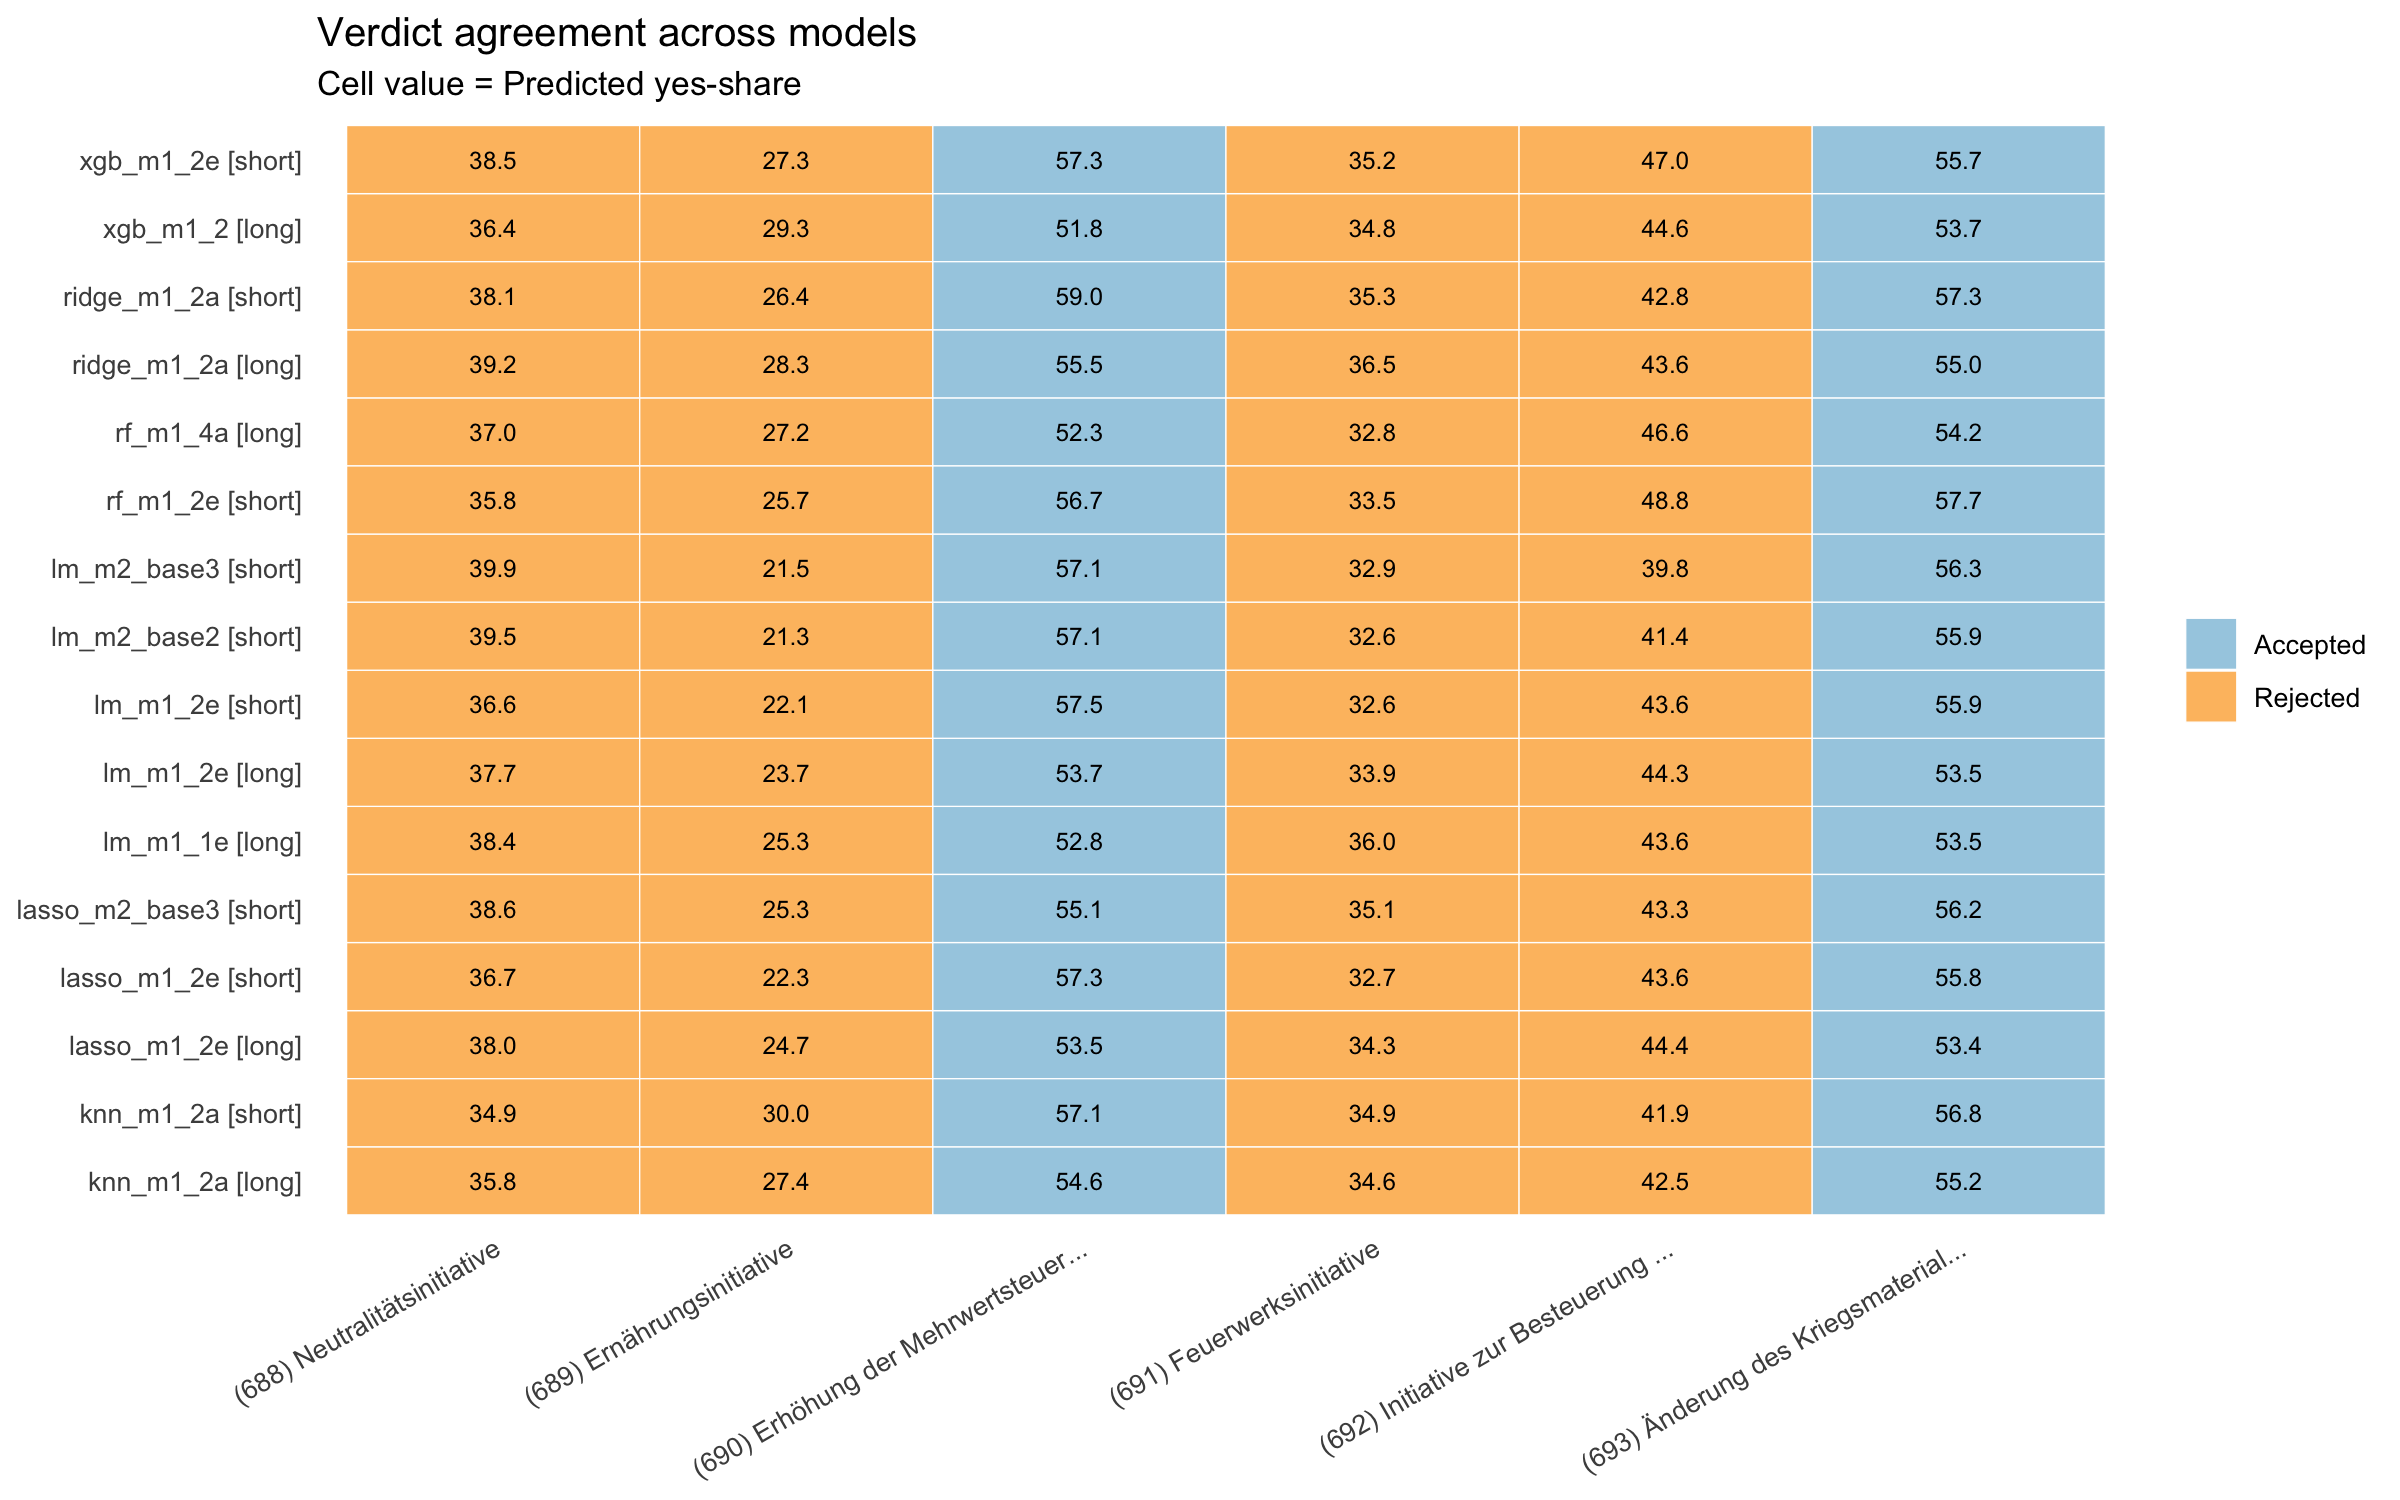 Verdict agreement across models
Cell value = Predicted yes-share
xgb_m1_2e [short] 38.5 27.3 57.3 35.2 47.0 55.7
xgb_m1_2 [long] 36.4 29.3 51.8 34.8 44.6 53.7
ridge_m1_2a [short] 38.1 26.4 59.0 35.3 42.8 57.3
ridge_m1_2a [long] 39.2 28.3 55.5 36.5 43.6 55.0
rf_m1_4a [long] 37.0 27.2 52.3 32.8 46.6 54.2
rf_m1_2e [short] 35.8 25.7 56.7 33.5 48.8 57.7
lm_m2_base3 [short] 39.9 21.5 57.1 32.9 39.8 56.3
lm_m2_base2 [short] 39.5 21.3 57.1 32.6 41.4 55.9
lm_m1_2e [short] 36.6 22.1 57.5 32.6 43.6 55.9
lm_m1_2e [long] 37.7 23.7 53.7 33.9 44.3 53.5
lm_m1_1e [long] 38.4 25.3 52.8 36.0 43.6 53.5
lasso_m2_base3 [short] 38.6 25.3 55.1 35.1 43.3 56.2
lasso_m1_2e [short] 36.7 22.3 57.3 32.7 43.6 55.8
lasso_m1_2e [long] 38.0 24.7 53.5 34.3 44.4 53.4
knn_m1_2a [short] 34.9 30.0 57.1 34.9 41.9 56.8
knn_m1_2a [long] 35.8 27.4 54.6 34.6 42.5 55.2
(688) Neutralitätsinitiative
(689) Ernährungsinitiative
(690) Erhöhung der Mehrwertsteuer...
(691) Feuerwerksinitiative
(692) Initiative zur Besteuerung ...
(693) Änderung des Kriegsmaterial...
Accepted
Rejected